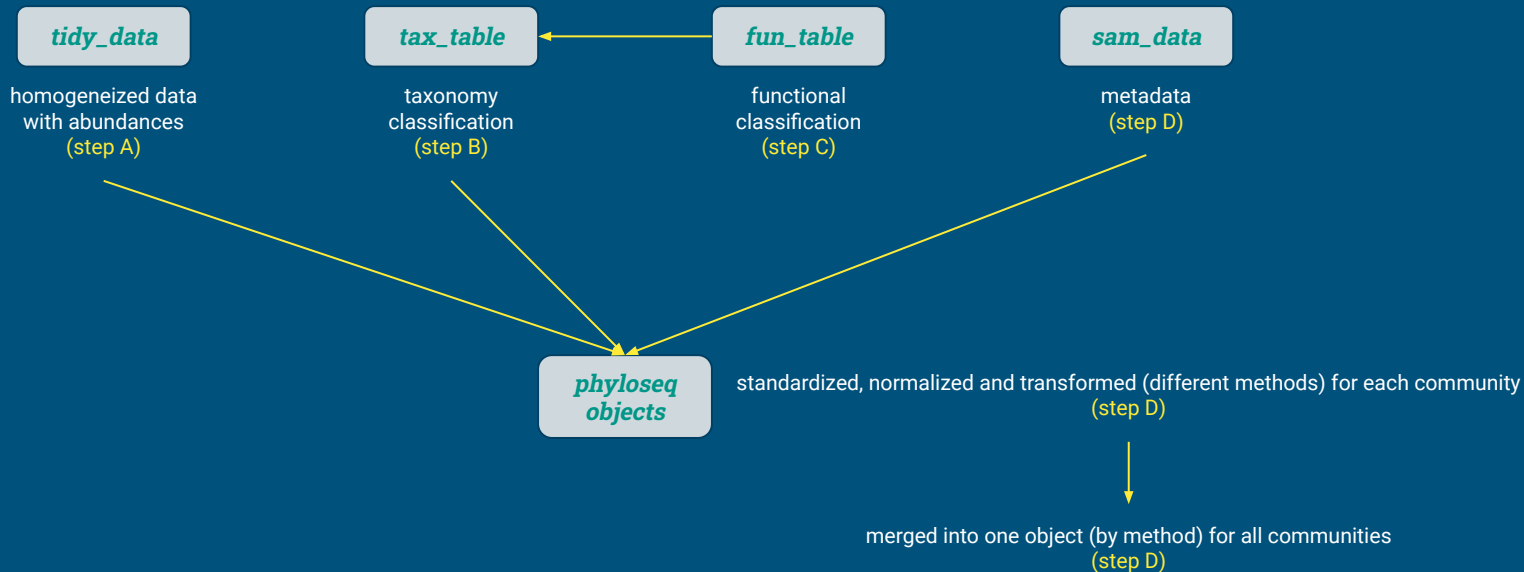 tidy_data
homogeneized data
with abundances
(step A)
tax_table
taxonomy
classification
(step B)
fun_table
functional
classification
(step C)
sam_data
metadata
(step D)
phyloseq
objects
standardized, normalized and transformed (different methods) for each community
(step D)
merged into one object (by method) for all communities
(step D)